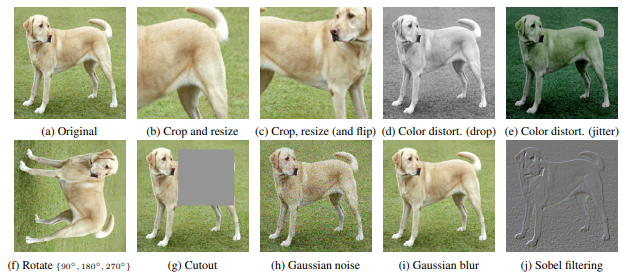 (a) Original
(b) Crop and resize
(c) Crop, resize (and flip)
(d) Color distort. (drop)
(e) Color distort. (jitter)
(f) Rotate {90°, 180°, 270°}
(g) Cutout
(h) Gaussian noise
(i) Gaussian blur
(j) Sobel filtering